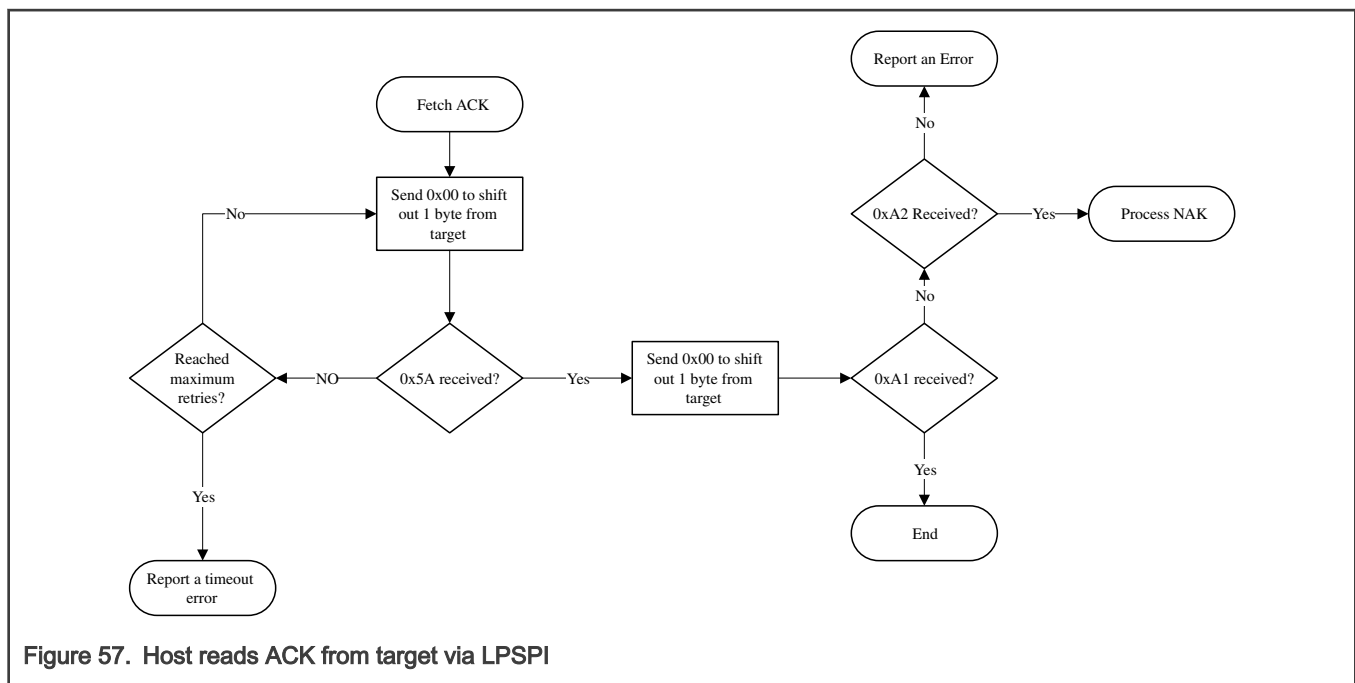 Fetch ACK
Send 0x00 to shift
out 1 byte from
target
No
Reached
maximum
retries?
NO
0x5A received?
Yes
Send 0x00 to shift
out 1 byte from
target
0xA1 received?
No
0xA2 Received?
No
Report an Error
Yes
Process NAK
Yes
End
Yes
Report a timeout
error
Figure 57. Host reads ACK from target via LPSPI